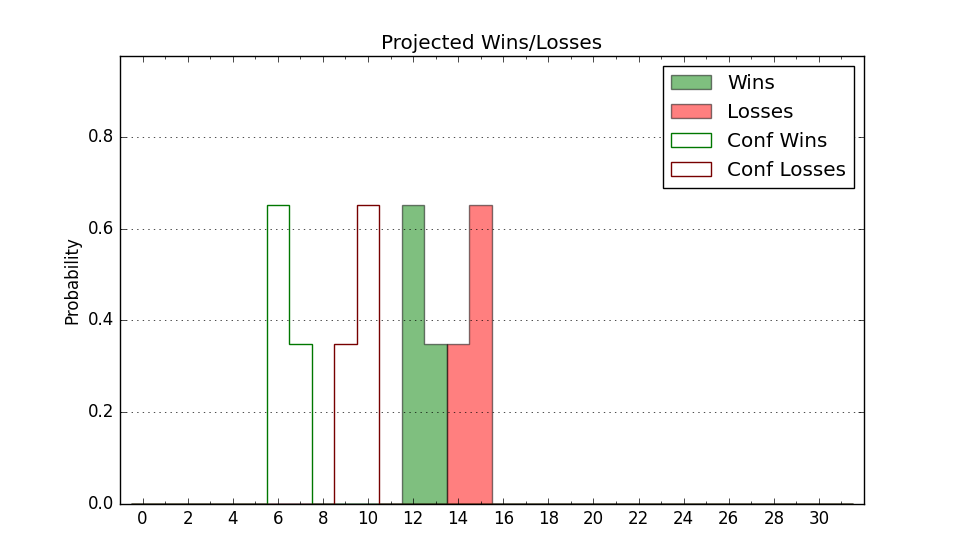 Projected Wins/Losses
Wins
Losses
Conf Wins
Conf Losses
Probability
0.8
0.6
0.4
0.2
0.0
0 2 4 6 8 10 12 14 16 18 20 22 24 26 28 30